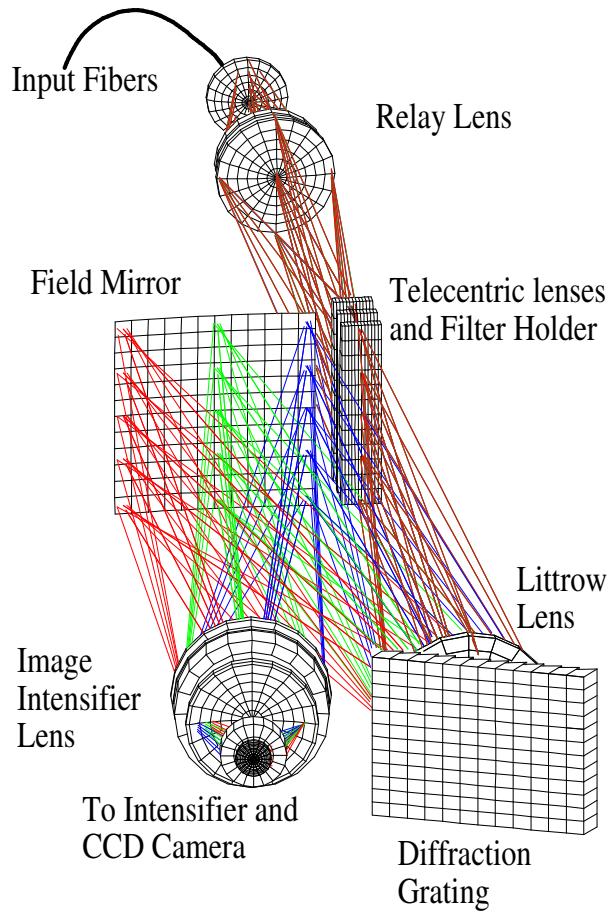 Input Fibers
Relay Lens
Field Mirror
Telecentric lenses
and Filter Holder
Littrow
Lens
Image
Intensifier
Lens
To Intensifier and
CCD Camera
Diffraction
Grating